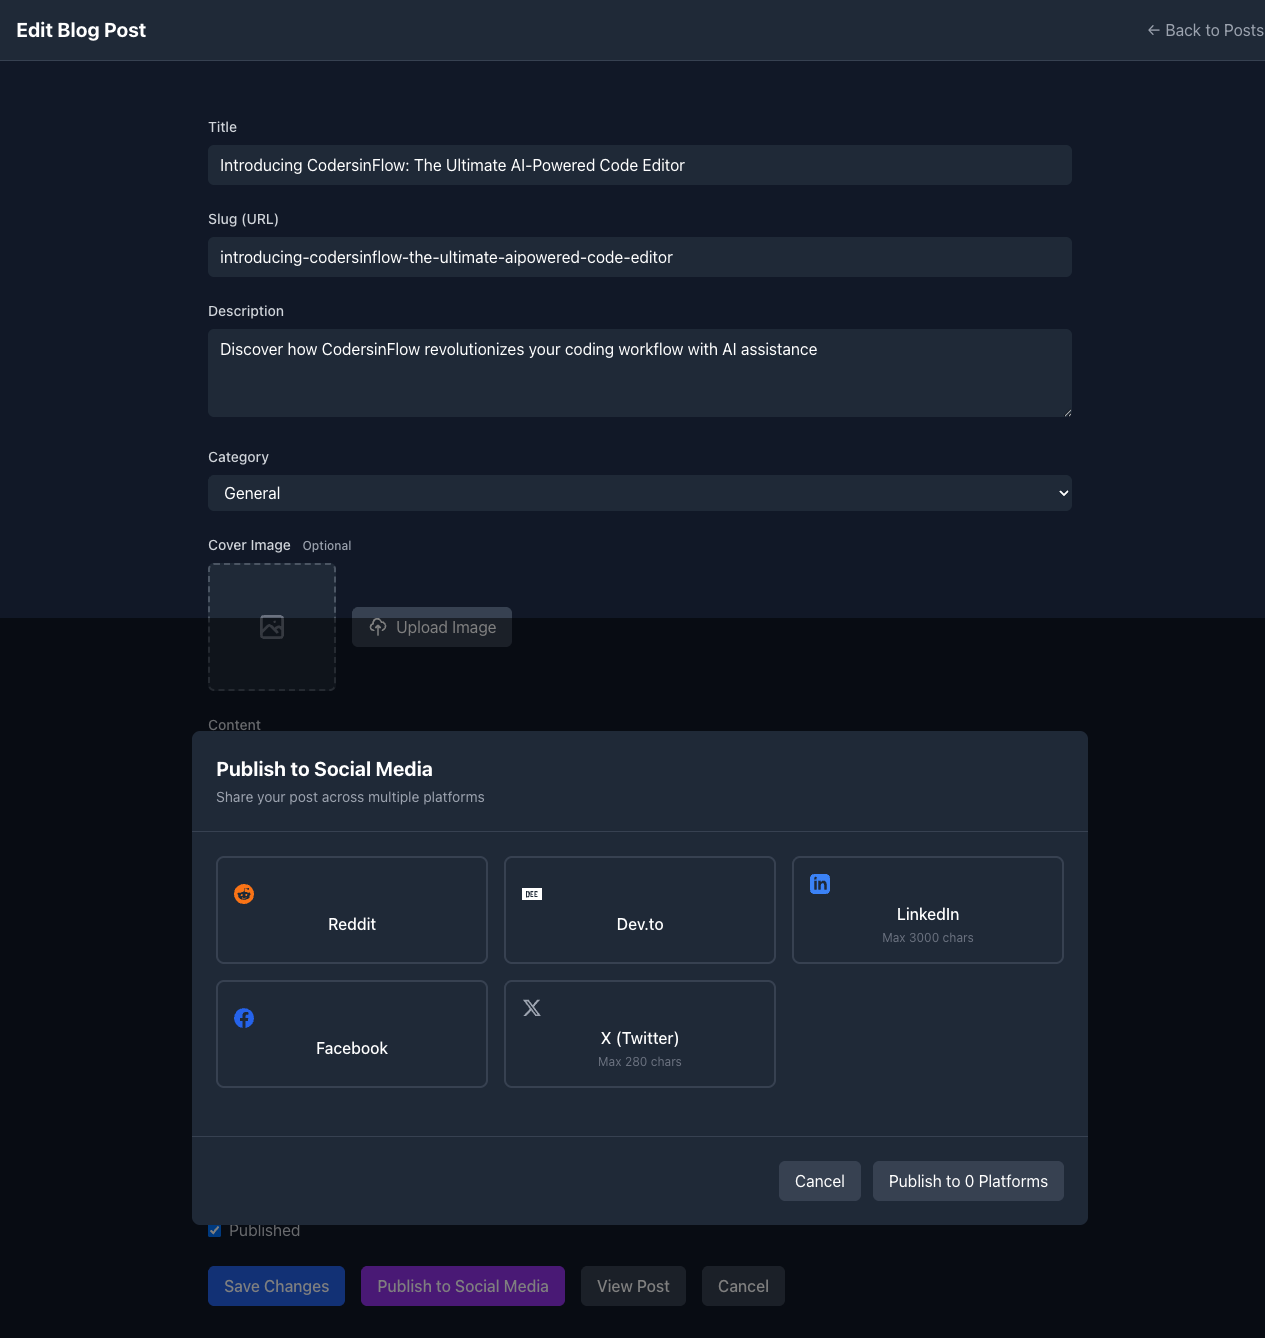 Edit Blog Post
← Back to Posts
Title
Introducing CodersinFlow: The Ultimate AI-Powered Code Editor
Slug (URL)
introducing-codersinflow-the-ultimate-aipowered-code-editor
Description
Discover how CodersinFlow revolutionizes your coding workflow with AI assistance
Category
General
Cover Image Optional
Upload Image
Content
Publish to Social Media
Share your post across multiple platforms
Reddit
Dev.to
LinkedIn
Max 3000 chars
Facebook
X (Twitter)
Max 280 chars
Cancel
Publish to 0 Platforms
Published
Save Changes
Publish to Social Media
View Post
Cancel